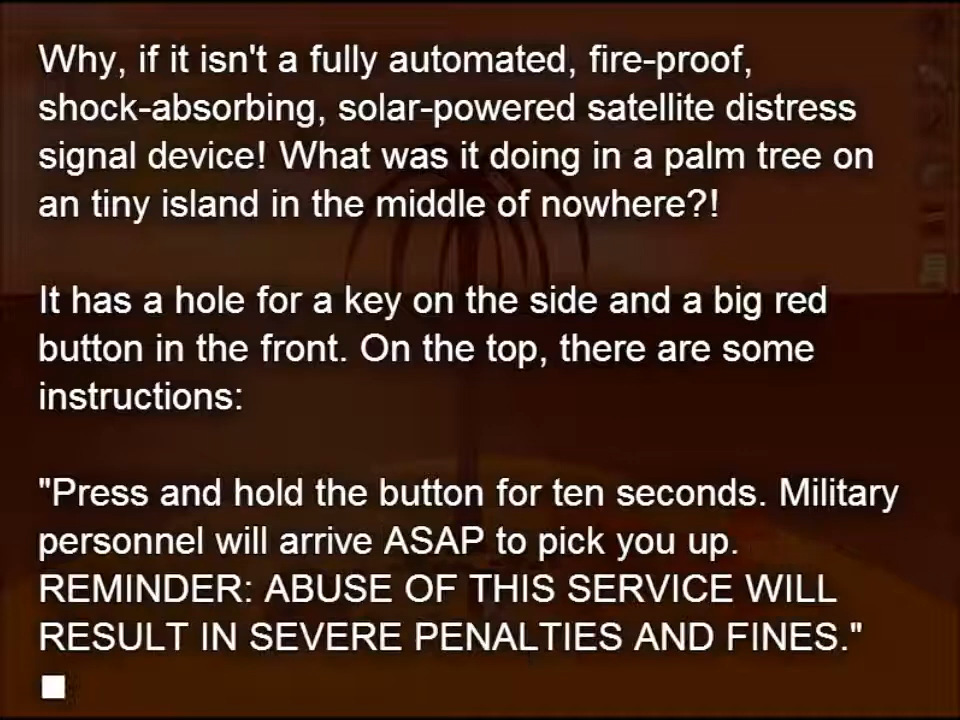 Why, if it isn't a fully automated, fire-proof,
shock-absorbing, solar-powered satellite distress
signal device! What was it doing in a palm tree on
an tiny island in the middle of nowhere?!
It has a hole for a key on the side and a big red
button in the front. On the top, there are some
instructions:
"Press and hold the button for ten seconds. Military
personnel will arrive ASAP to pick you up.
REMINDER: ABUSE OF THIS SERVICE WILL
RESULT IN SEVERE PENALTIES AND FINES."